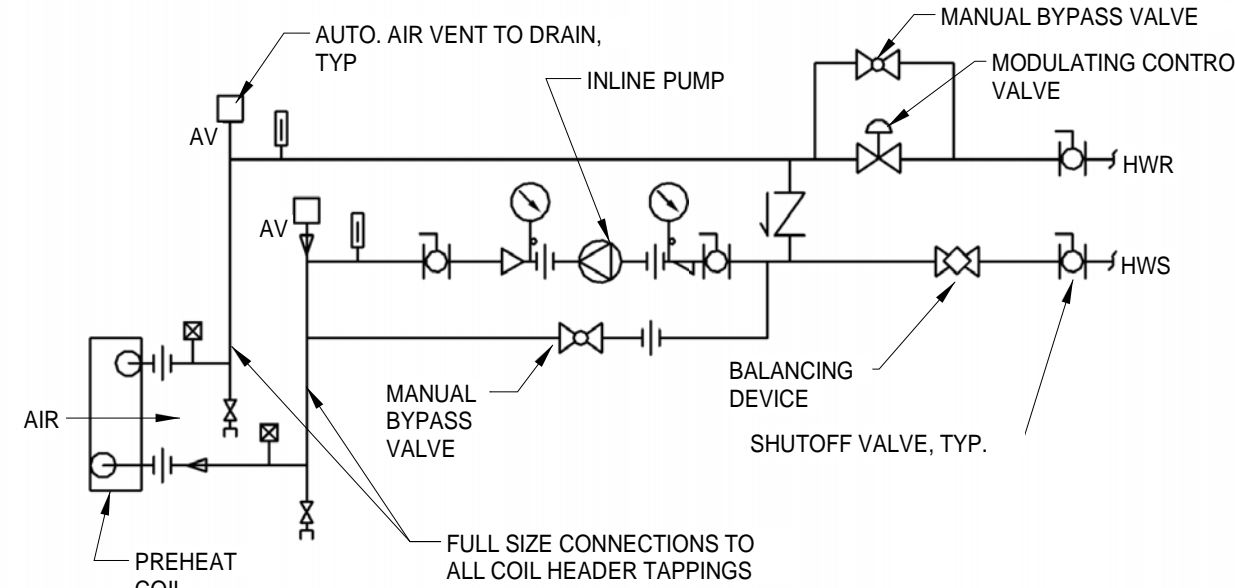 MANUAL BYPASS VALVE
AUTO. AIR VENT TO DRAIN,
TYP
MODULATING CONTRO
VALVE
INLINE PUMP
AV
HWR
AV
HWS
MANUAL
BYPASS
VALVE
BALANCING
DEVICE
AIR
SHUTOFF VALVE, TYP.
FULL SIZE CONNECTIONS TO
ALL COIL HEADER TAPPINGS
PREHEAT
COIL